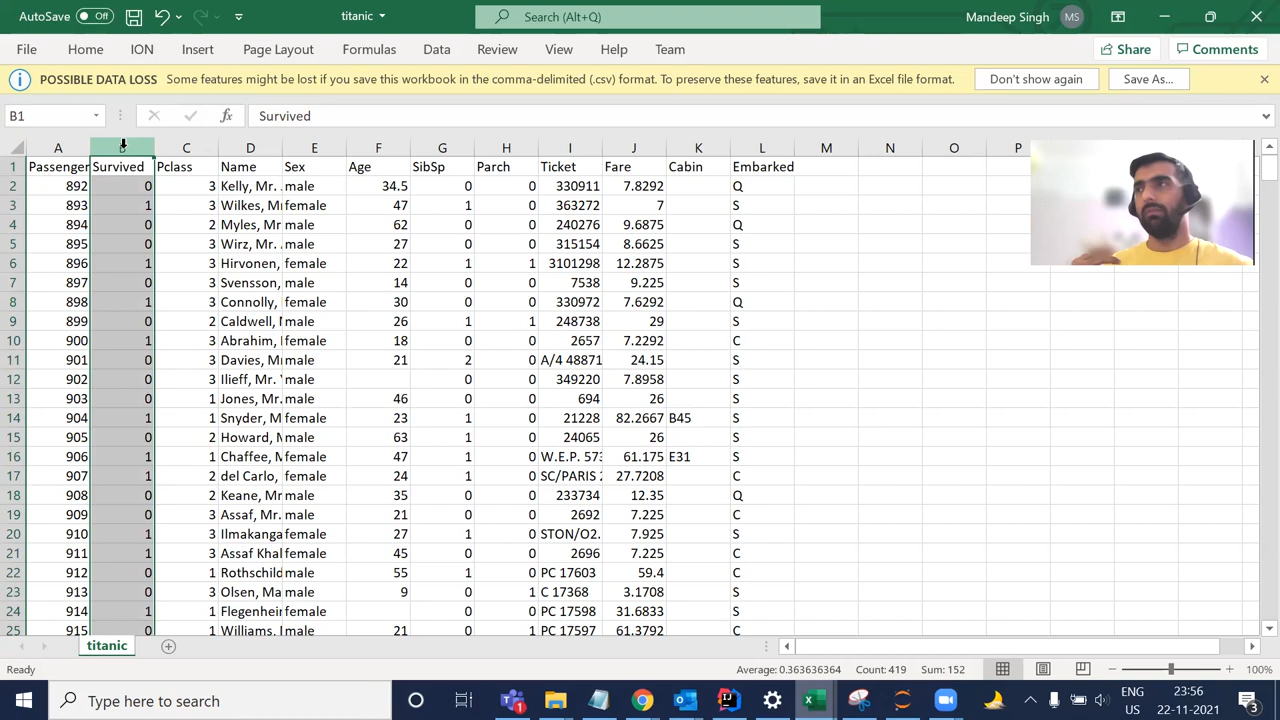 AutoSave Off titanic Search (Alt+Q) Mandeep Singh MS
File Home ION Insert Page Layout Formulas Data Review View Help Team Share Comments
POSSIBLE DATA LOSS Some features might be lost if you save this workbook in the comma-delimited (.csv) format. To preserve these features, save it in an Excel file format. Don't show again Save As...
B1 fx Survived
A C D E F G H I J K L M N O P
1 Passenger Survived Pclass Name Sex Age SibSp Parch Ticket Fare Cabin Embarked
2 892 0 3 Kelly, Mr. male 34.5 0 0 330911 7.8292 Q
3 893 1 3 Wilkes, Mr female 47 1 0 363272 7 S
4 894 0 2 Myles, Mr. male 62 0 0 240276 9.6875 Q
5 895 0 3 Wirz, Mr. male 27 0 0 315154 8.6625 S
6 896 1 3 Hirvonen, female 22 1 1 3101298 12.2875 S
7 897 0 3 Svensson, male 14 0 0 7538 9.225 S
8 898 1 3 Connolly, female 30 0 0 330972 7.6292 Q
9 899 0 2 Caldwell, male 26 1 1 248738 29 S
10 900 1 3 Abrahim, female 18 0 0 2657 7.2292 C
11 901 0 3 Davies, Mr male 21 2 0 A/4 48871 24.15 S
12 902 0 3 Ilieff, Mr. male 0 0 349220 7.8958 S
13 903 0 1 Jones, Mr. male 46 0 0 694 26 S
14 904 1 1 Snyder, M female 23 1 0 21228 82.2667 B45 S
15 905 0 2 Howard, male 63 1 0 24065 26 S
16 906 1 1 Chaffee, female 47 1 0 W.E.P. 573 61.175 E31 S
17 907 1 2 del Carlo, female 24 1 0 SC/PARIS 27.7208 C
18 908 0 2 Keane, Mr male 35 0 0 233734 12.35 Q
19 909 0 3 Assaf, Mr. male 21 0 0 2692 7.225 C
20 910 1 3 Ilmakanga female 27 1 0 STON/O2. 7.925 S
21 911 1 3 Assaf Khal female 45 0 0 2696 7.225 C
22 912 0 1 Rothschild male 55 1 0 PC 17603 59.4 C
23 913 0 3 Olsen, Ma male 9 0 1 C 17368 3.1708 S
24 914 1 1 Flegenhei female 0 0 PC 17598 31.6833 S
25 915 0 1 Williams, male 21 0 1 PC 17597 61.3792 C
titanic
Ready Average: 0.363636364 Count: 419 Sum: 152 100%
Type here to search ENG 23:56
US 22-11-2021 3